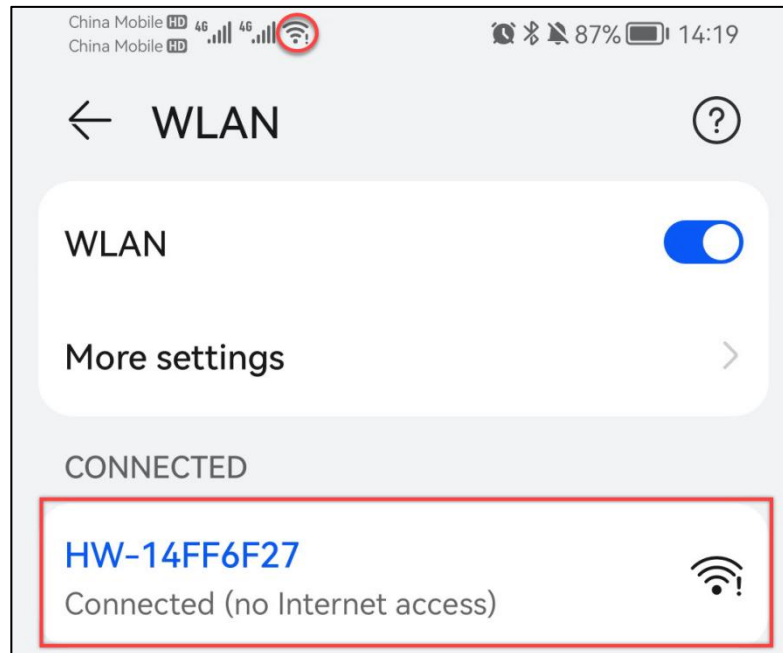 China Mobile HD 4G 4G 87% 14:19
China Mobile HD
WLAN ?
WLAN
More settings
CONNECTED
HW-14FF6F27
Connected (no Internet access) !